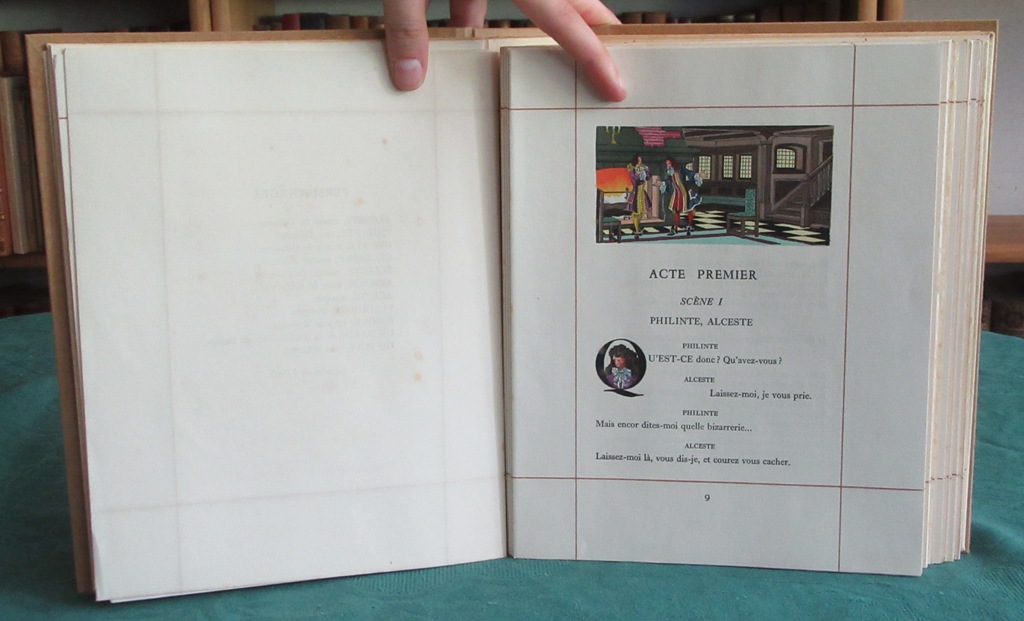 ACTE PREMIER
SCÈNE I
PHILINTE, ALCESTE
PHILINTE
QU'EST-CE donc? Qu'avez-vous?
ALCESTE
Laissez-moi, je vous prie.
PHILINTE
Mais encor dites-moi quelle bizarrerie...
ALCESTE
Laissez-moi là, vous dis-je, et courez vous cacher.
9